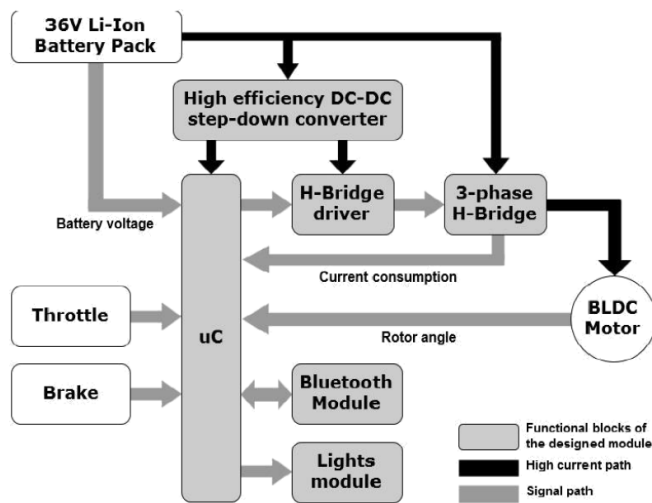 36V Li-Ion
Battery Pack
High efficiency DC-DC
step-down converter
H-Bridge
driver
3-phase
H-Bridge
Battery voltage
Current consumption
BLDC
Motor
Throttle
uC
Rotor angle
Brake
Bluetooth
Module
Lights
module
Functional blocks of
the designed module
High current path
Signal path